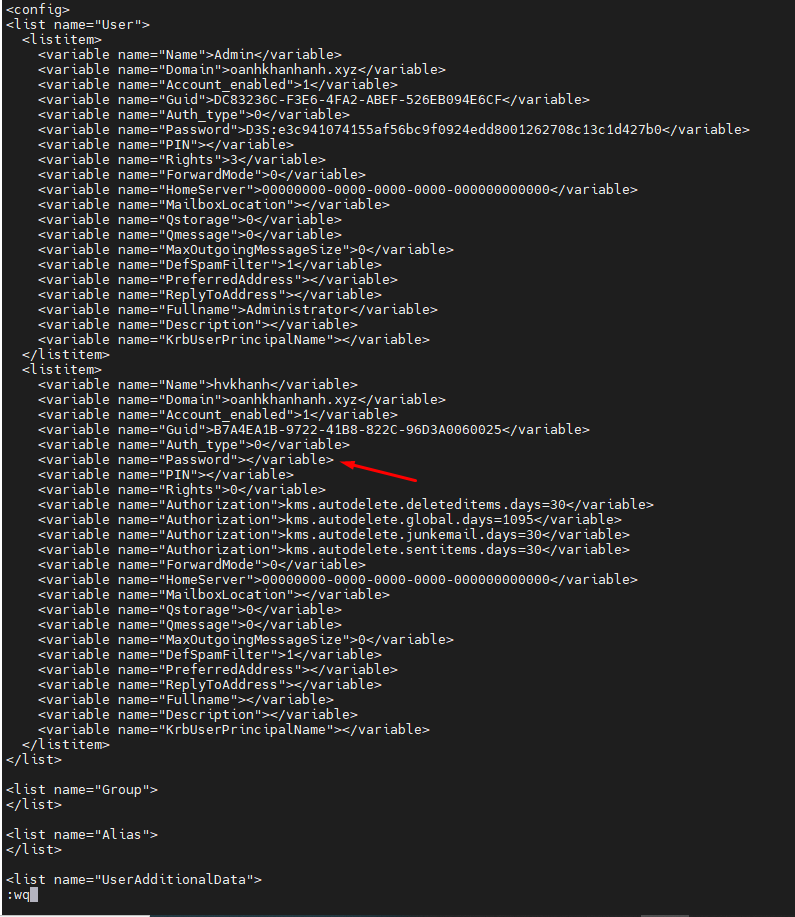 <config>
<list name="User">
  <listitem>
    <variable name="Name">Admin</variable>
    <variable name="Domain">oanhkhanhanh.xyz</variable>
    <variable name="Account_enabled">1</variable>
    <variable name="Guid">DC83236C-F3E6-4FA2-ABEF-526EB094E6CF</variable>
    <variable name="Auth_type">0</variable>
    <variable name="Password">D3S:e3c941074155af56bc9f0924edd8001262708c13c1d427b0</variable>
    <variable name="PIN"></variable>
    <variable name="Rights">3</variable>
    <variable name="ForwardMode">0</variable>
    <variable name="HomeServer">00000000-0000-0000-0000-000000000000</variable>
    <variable name="MailboxLocation"></variable>
    <variable name="Qstorage">0</variable>
    <variable name="Qmessage">0</variable>
    <variable name="MaxOutgoingMessageSize">0</variable>
    <variable name="DefSpamFilter">1</variable>
    <variable name="PreferredAddress"></variable>
    <variable name="ReplyToAddress"></variable>
    <variable name="Fullname">Administrator</variable>
    <variable name="Description"></variable>
    <variable name="KrbUserPrincipalName"></variable>
  </listitem>
  <listitem>
    <variable name="Name">hvkhanh</variable>
    <variable name="Domain">oanhkhanhanh.xyz</variable>
    <variable name="Account_enabled">1</variable>
    <variable name="Guid">B7A4EA1B-9722-41B8-822C-96D3A0060025</variable>
    <variable name="Auth_type">0</variable>
    <variable name="Password"></variable>
    <variable name="PIN"></variable>
    <variable name="Rights">0</variable>
    <variable name="Authorization">kms.autodelete.deleteditems.days=30</variable>
    <variable name="Authorization">kms.autodelete.global.days=1095</variable>
    <variable name="Authorization">kms.autodelete.junkemail.days=30</variable>
    <variable name="Authorization">kms.autodelete.sentitems.days=30</variable>
    <variable name="ForwardMode">0</variable>
    <variable name="HomeServer">00000000-0000-0000-0000-000000000000</variable>
    <variable name="MailboxLocation"></variable>
    <variable name="Qstorage">0</variable>
    <variable name="Qmessage">0</variable>
    <variable name="MaxOutgoingMessageSize">0</variable>
    <variable name="DefSpamFilter">1</variable>
    <variable name="PreferredAddress"></variable>
    <variable name="ReplyToAddress"></variable>
    <variable name="Fullname"></variable>
    <variable name="Description"></variable>
    <variable name="KrbUserPrincipalName"></variable>
  </listitem>
</list>

<list name="Group">
</list>

<list name="Alias">
</list>

<list name="UserAdditionalData">
:wq